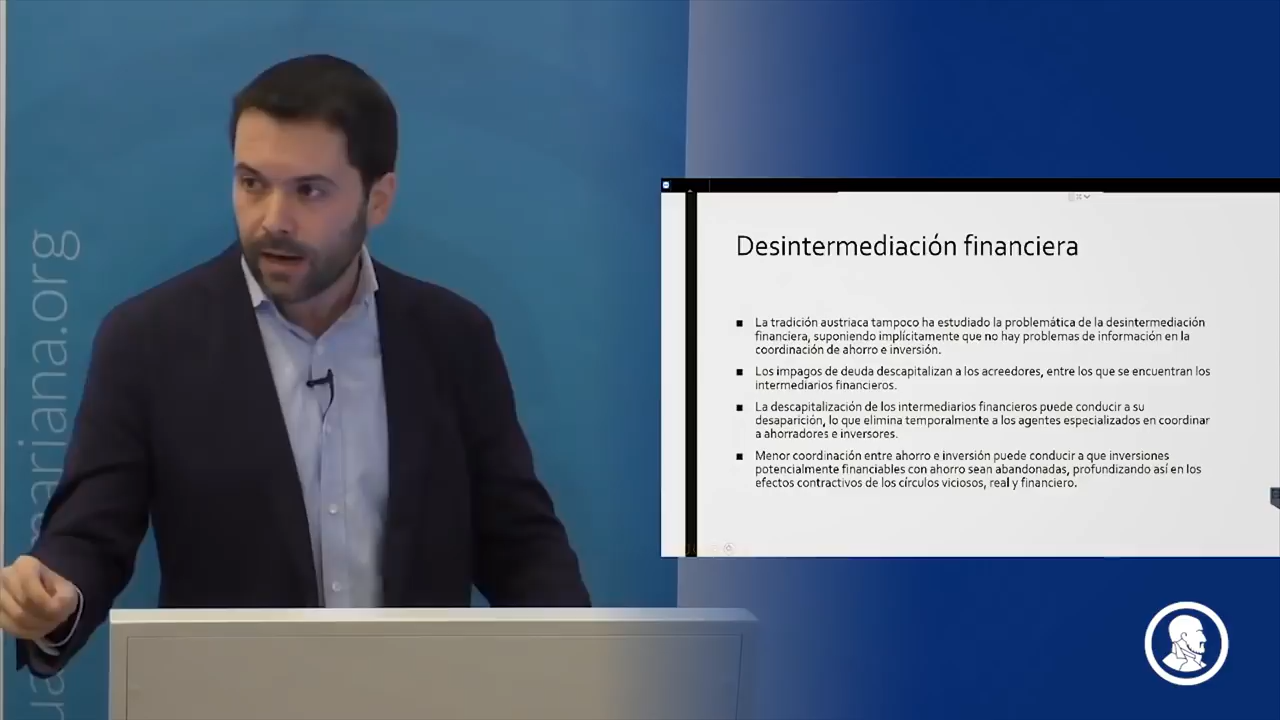 mariana.org
Desintermediación financiera
La tradición austriaca tampoco ha estudiado la problemática de la desintermediación
financiera, suponiendo implícitamente que no hay problemas de información en la
coordinación de ahorro e inversión.
Los impagos de deuda descapitalizan a los acreedores, entre los que se encuentran los
intermediarios financieros.
La descapitalización de los intermediarios financieros puede conducir a su
desaparición, lo que elimina temporalmente a los agentes especializados en coordinar
a ahorradores e inversores.
Menor coordinación entre ahorro e inversión puede conducir a que inversiones
potencialmente financiables con ahorro sean abandonadas, profundizando así en los
efectos contractivos de los círculos viciosos, real y financiero.